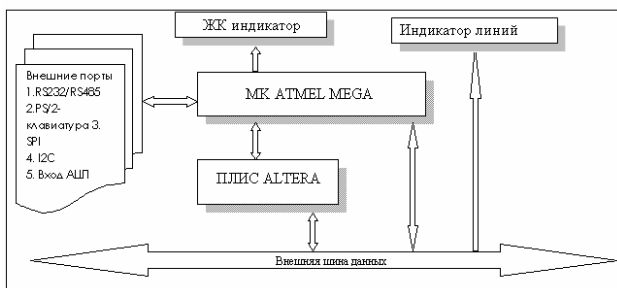 ЖК индикатор
Индикатор линий
Внешние порты
1.RS232/RS485
2.PS/2-
клавиатура 3.
SPI
4. I2C
5. Вход АЦП
МК ATMEL MEGA
ПЛИС ALTERA
Внешняя шина данных